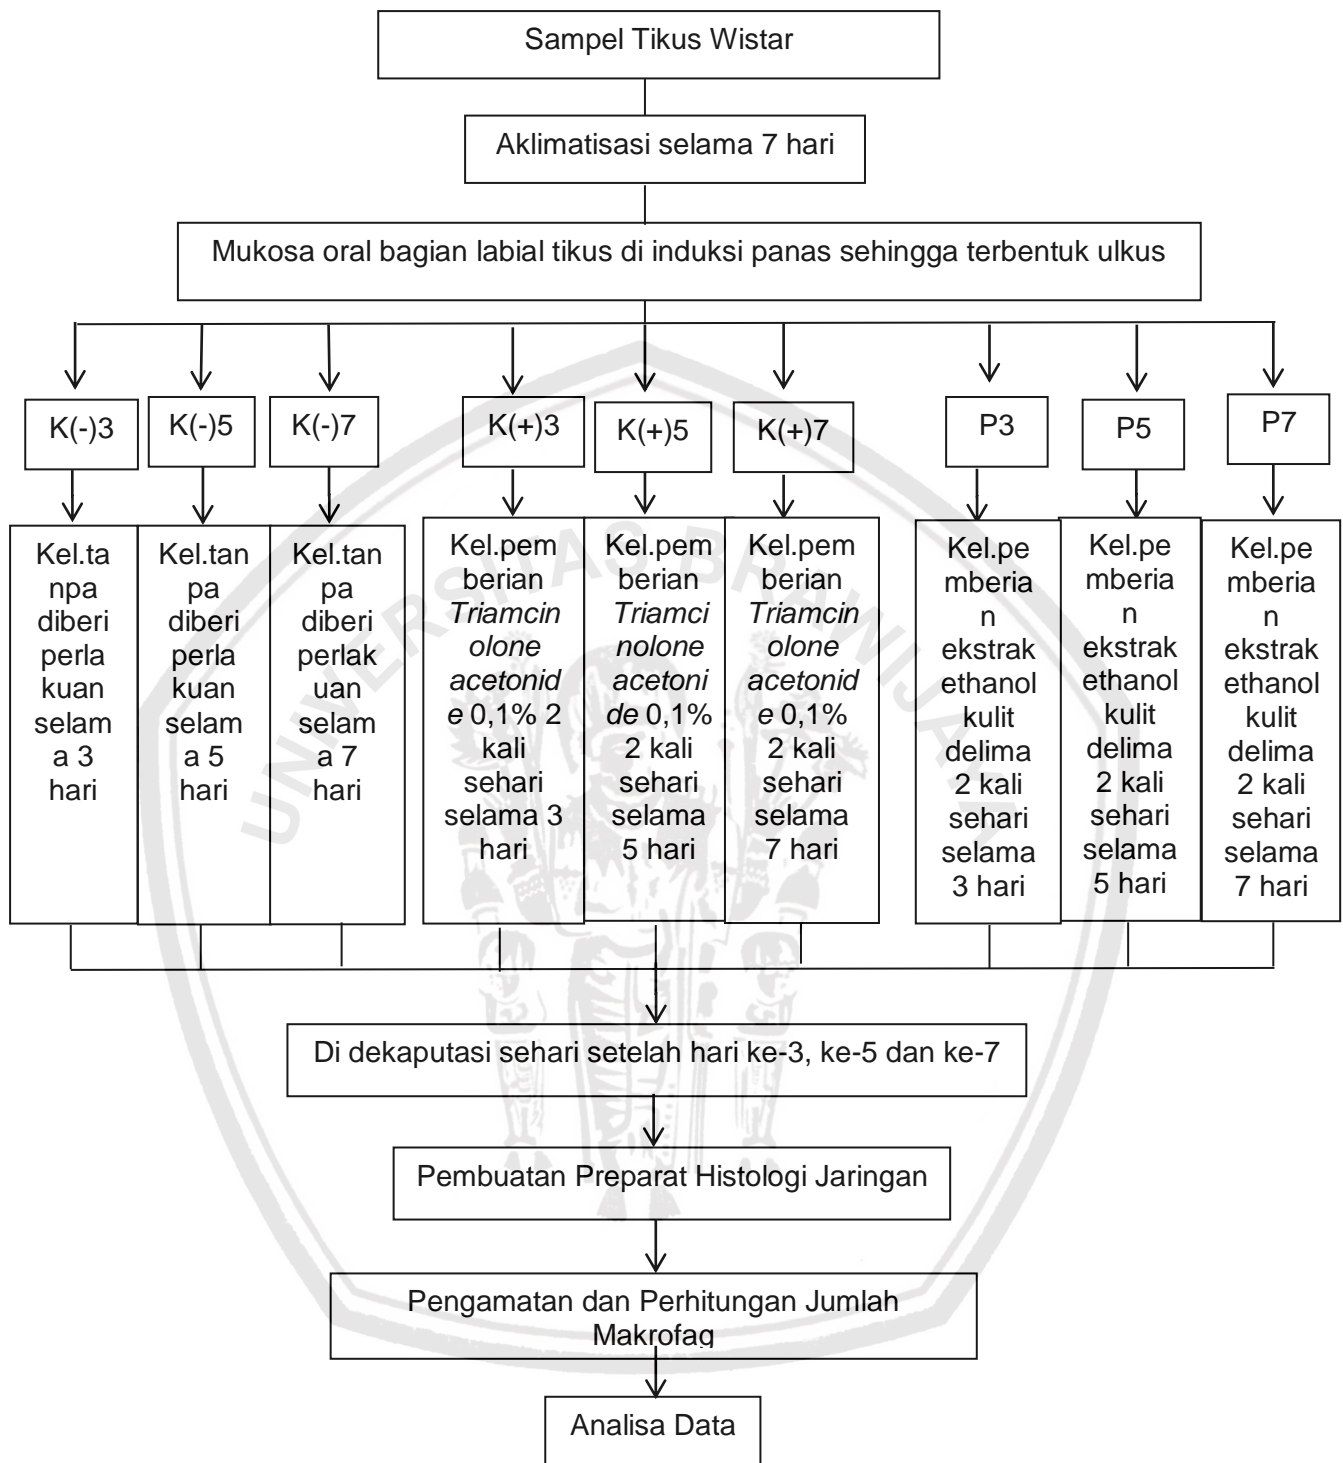 Sampel Tikus Wistar
Aklimatisasi selama 7 hari
Mukosa oral bagian labial tikus di induksi panas sehingga terbentuk ulkus
K(-)3
K(-)5
K(-)7
K(+)3
K(+)5
K(+)7
P3
P5
P7
Kel.ta
npa
diberi
perla
kuan
selam
a 3
hari
Kel.tan
pa
diberi
perla
kuan
selam
a 5
hari
Kel.tan
pa
diberi
perlak
uan
selam
a 7
hari
Kel.pem
berian
Triamcin
olone
acetonid
e 0,1% 2
kali
sehari
selama 3
hari
Kel.pem
berian
Triamci
nolone
acetoni
de 0,1%
2 kali
sehari
selama
5 hari
Kel.pem
berian
Triamcin
olone
acetonid
e 0,1%
2 kali
sehari
selama
7 hari
Kel.pe
mberia
n
ekstrak
ethanol
kulit
delima
2 kali
sehari
selama
3 hari
Kel.pe
mberia
n
ekstrak
ethanol
kulit
delima
2 kali
sehari
selama
5 hari
Kel.pe
mberia
n
ekstrak
ethanol
kulit
delima
2 kali
sehari
selama
7 hari
UNIVERSITAS BRAWIJAYA
Di dekaputasi sehari setelah hari ke-3, ke-5 dan ke-7
Pembuatan Preparat Histologi Jaringan
Pengamatan dan Perhitungan Jumlah
Makrofag
Analisa Data